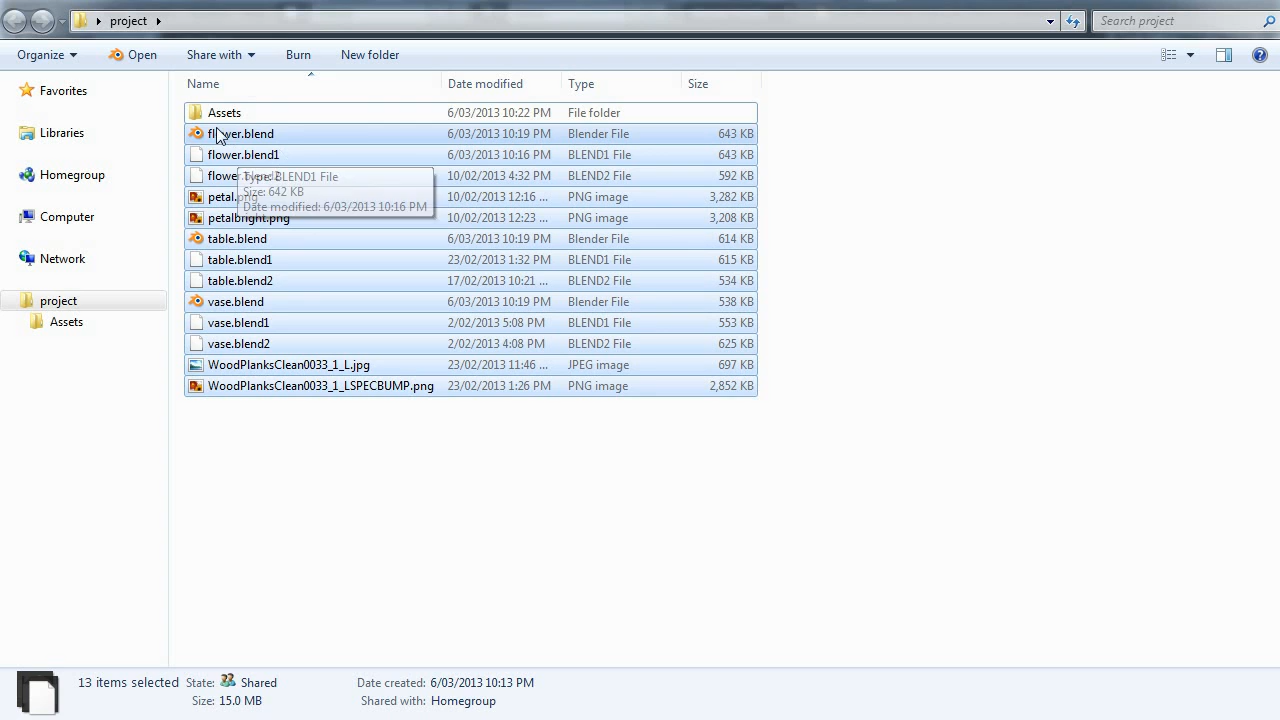 project
Search project
Organize Open Share with Burn New folder
Name Date modified Type Size
Favorites
Libraries
Homegroup
Computer
Network
project
Assets
Assets 6/03/2013 10:22 PM File folder
flower.blend 6/03/2013 10:19 PM Blender File 643 KB
flower.blend1 6/03/2013 10:16 PM BLEND1 File 643 KB
flower. 10/02/2013 4:32 PM BLEND2 File 592 KB
petal.png 10/02/2013 12:16 ... PNG image 3,282 KB
petalbright.png 10/02/2013 12:23 ... PNG image 3,208 KB
table.blend 6/03/2013 10:19 PM Blender File 614 KB
table.blend1 23/02/2013 1:32 PM BLEND1 File 615 KB
table.blend2 17/02/2013 10:21 ... BLEND2 File 534 KB
vase.blend 6/03/2013 10:19 PM Blender File 538 KB
vase.blend1 2/02/2013 5:08 PM BLEND1 File 553 KB
vase.blend2 2/02/2013 4:08 PM BLEND2 File 625 KB
WoodPlanksClean0033_1_L.jpg 23/02/2013 11:46 ... JPEG image 697 KB
WoodPlanksClean0033_1_LSPECBUMP.png 23/02/2013 1:26 PM PNG image 2,852 KB
Type: BLEND1 File
Size: 642 KB
Date modified: 6/03/2013 10:16 PM
13 items selected State: Shared Date created: 6/03/2013 10:13 PM
Size: 15.0 MB Shared with: Homegroup